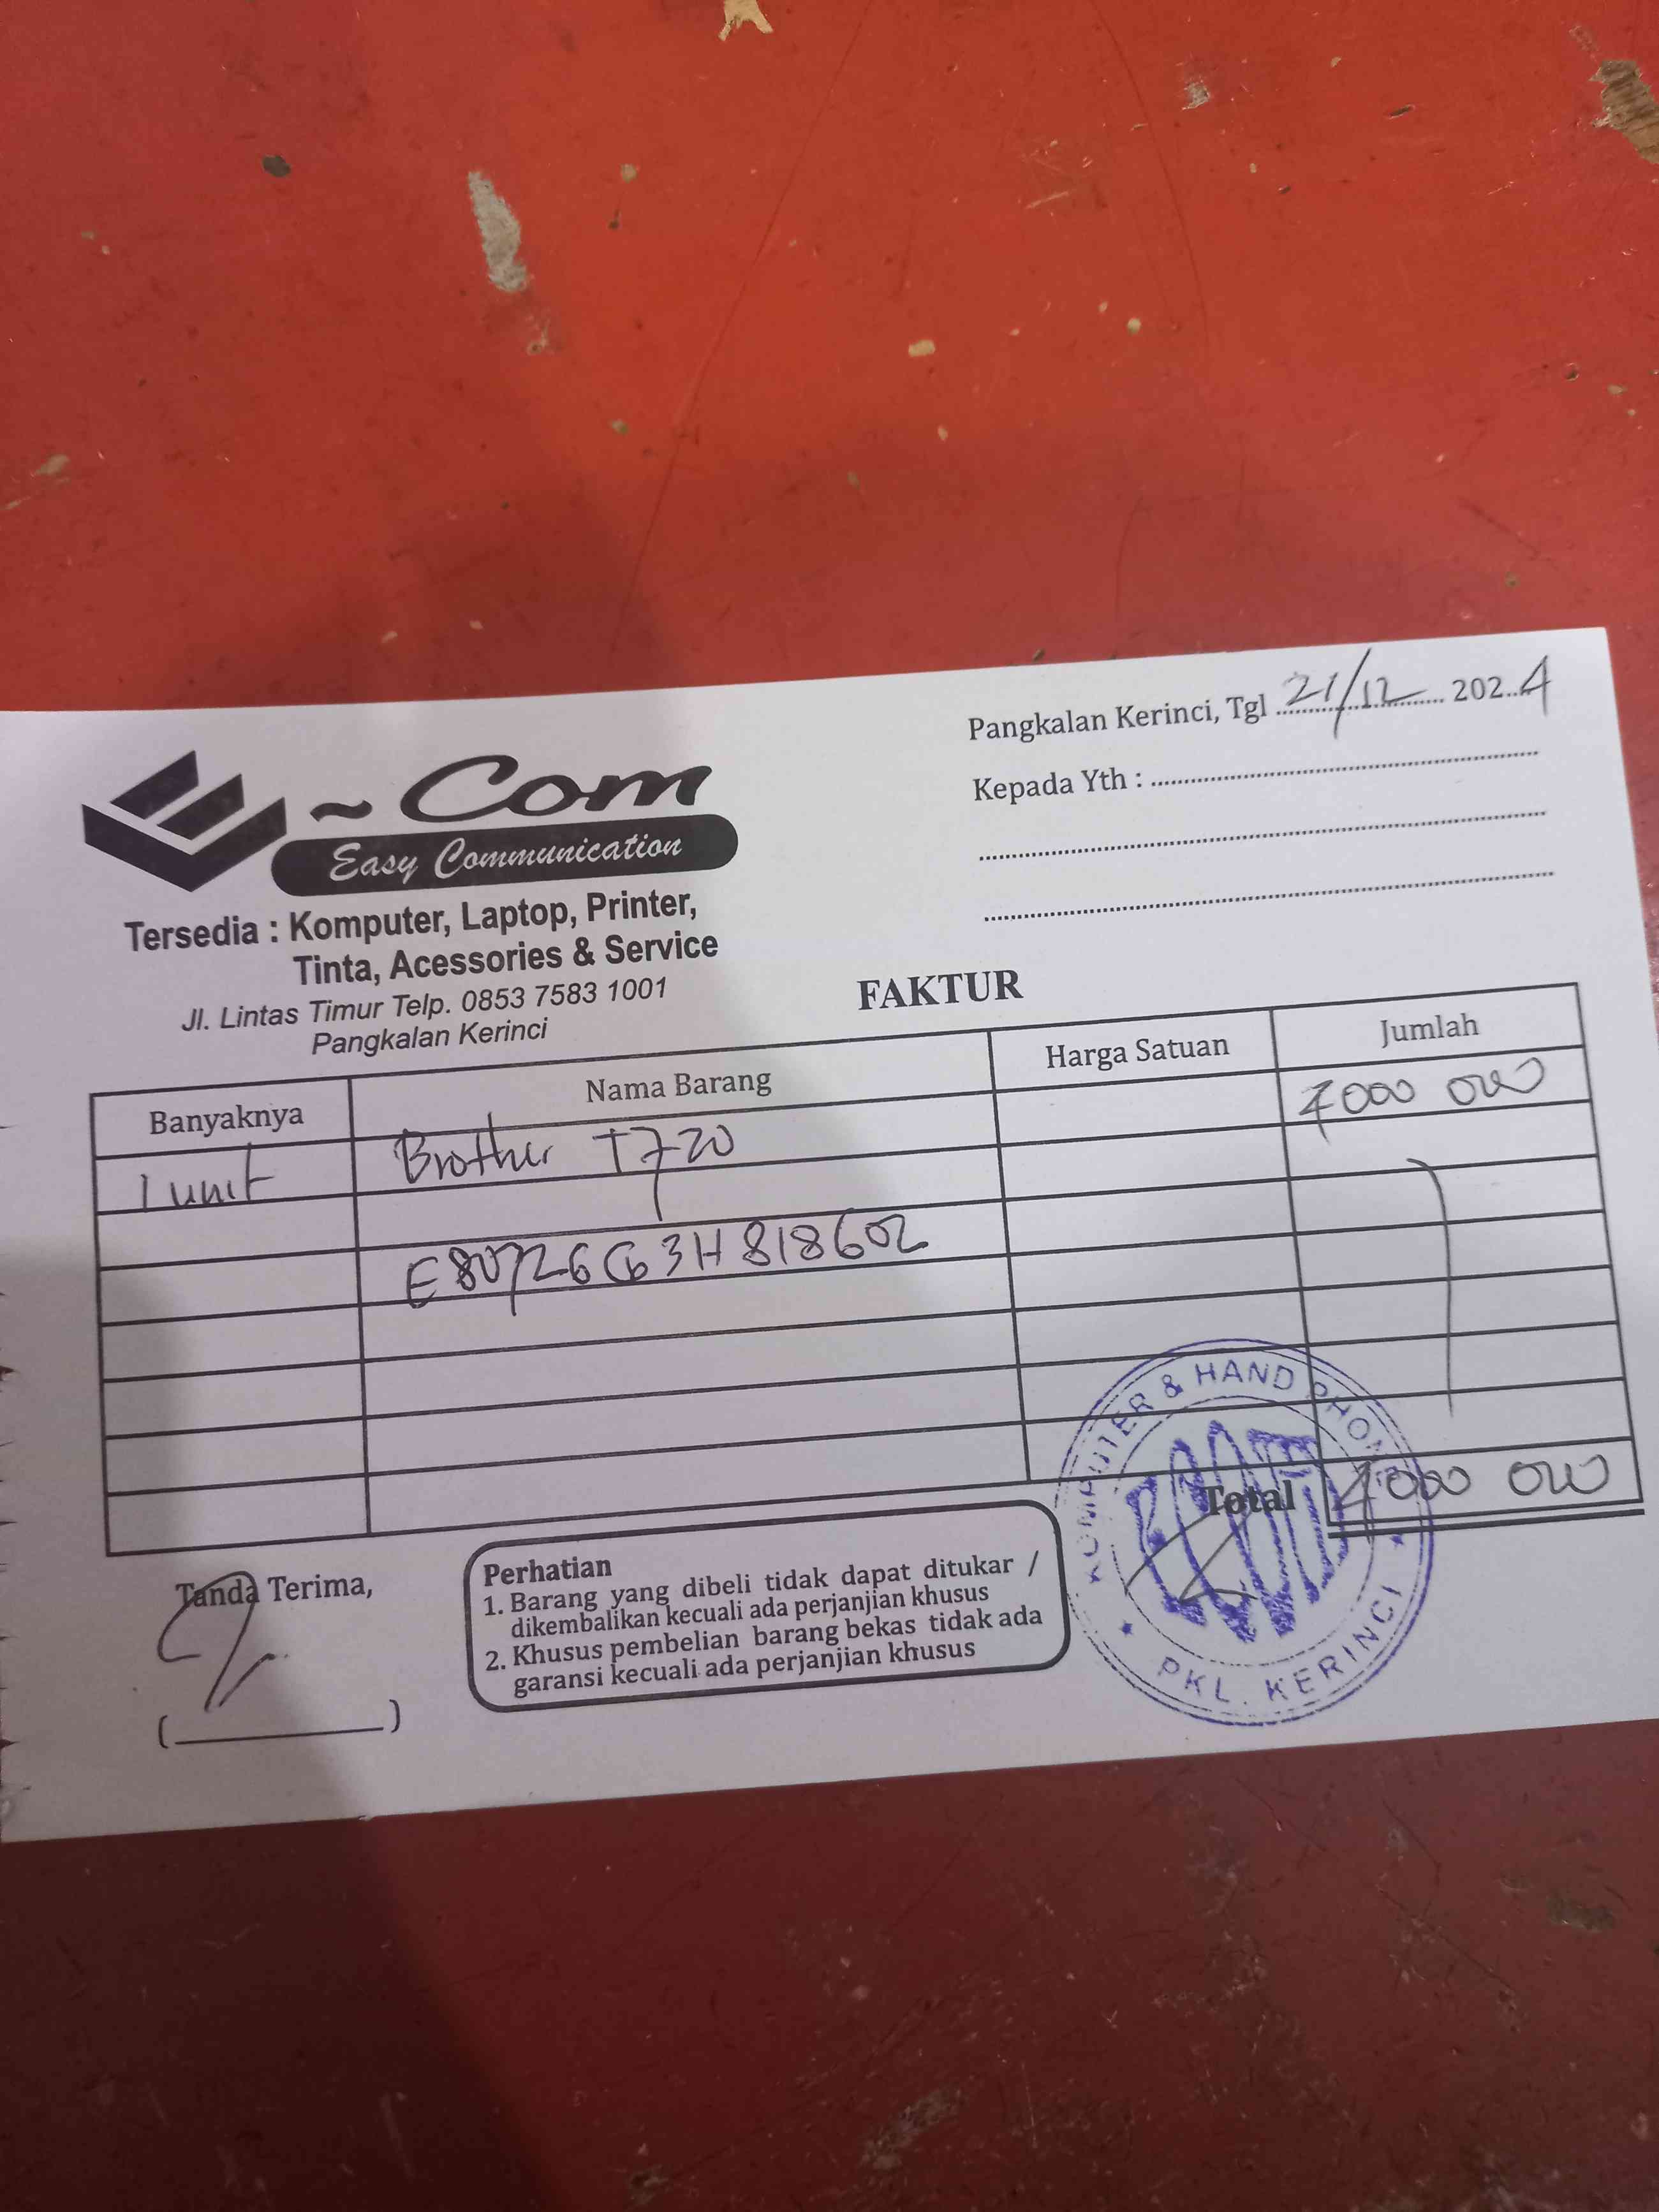 Pangkalan Kerinci, Tgl 21/12 2024
Kepada Yth :
E ~ Com
Easy Communication
Tersedia : Komputer, Laptop, Printer,
Tinta, Acessories & Service
Jl. Lintas Timur Telp. 0853 7583 1001
Pangkalan Kerinci
FAKTUR
Banyaknya Nama Barang Harga Satuan Jumlah
1 unit Brother T720 4000 000
E80726G3H818602
Total 4000 000
Tanda Terima,
( )
Perhatian
1. Barang yang dibeli tidak dapat ditukar /
dikembalikan kecuali ada perjanjian khusus
2. Khusus pembelian barang bekas tidak ada
garansi kecuali ada perjanjian khusus
KOMPUTER & HAND PHONE
PKL. KERINCI